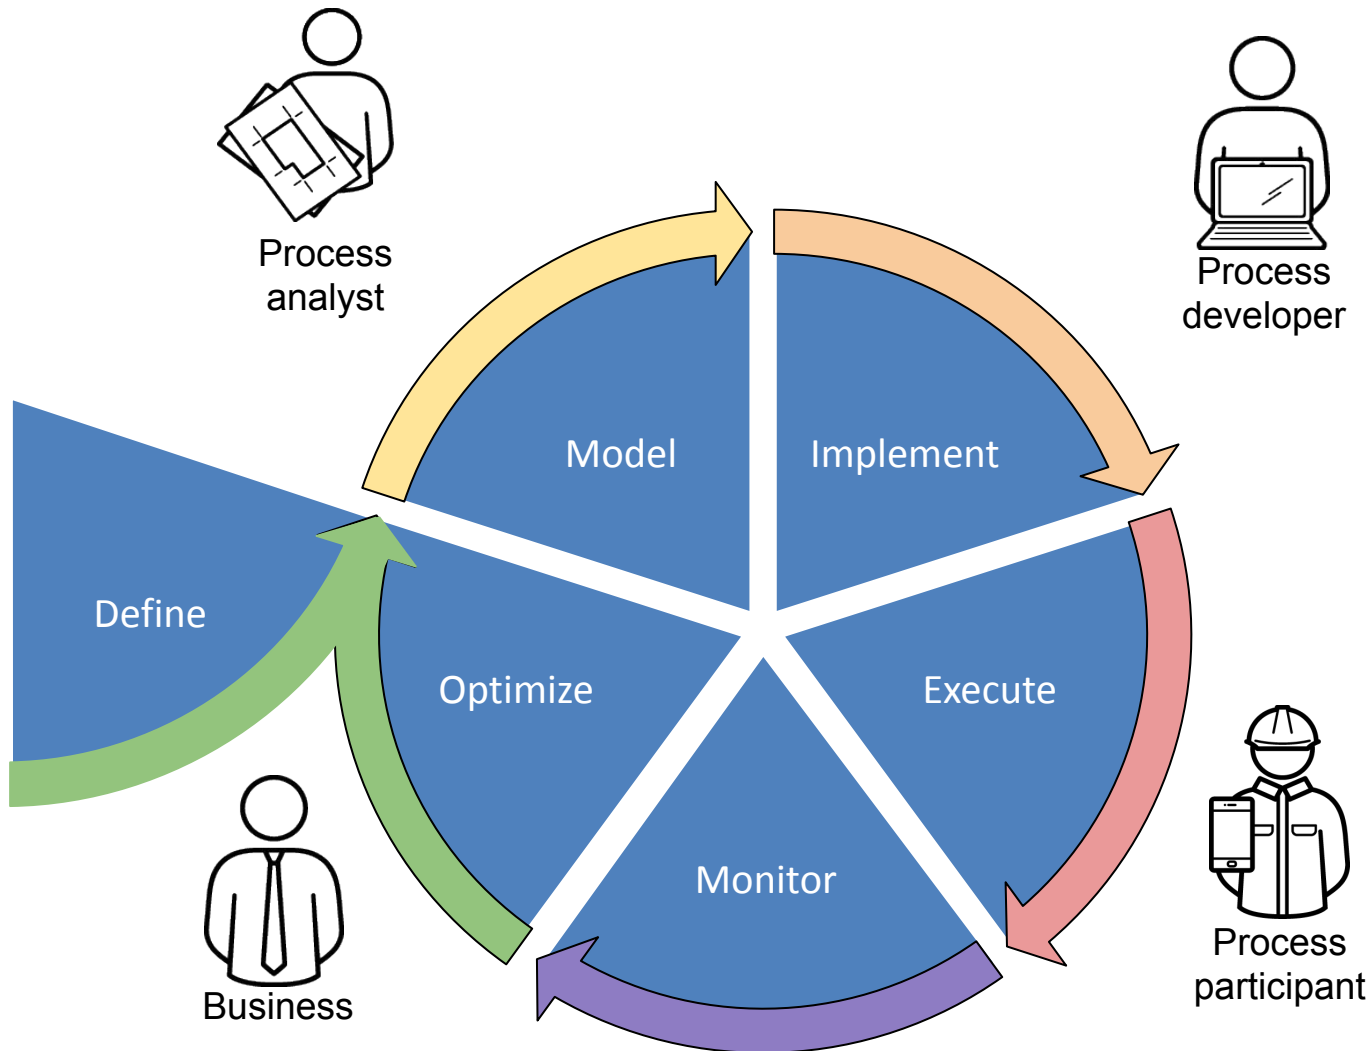 Process
analyst
Process
developer
Model
Implement
Define
Optimize
Execute
Monitor
Business
Process
participant